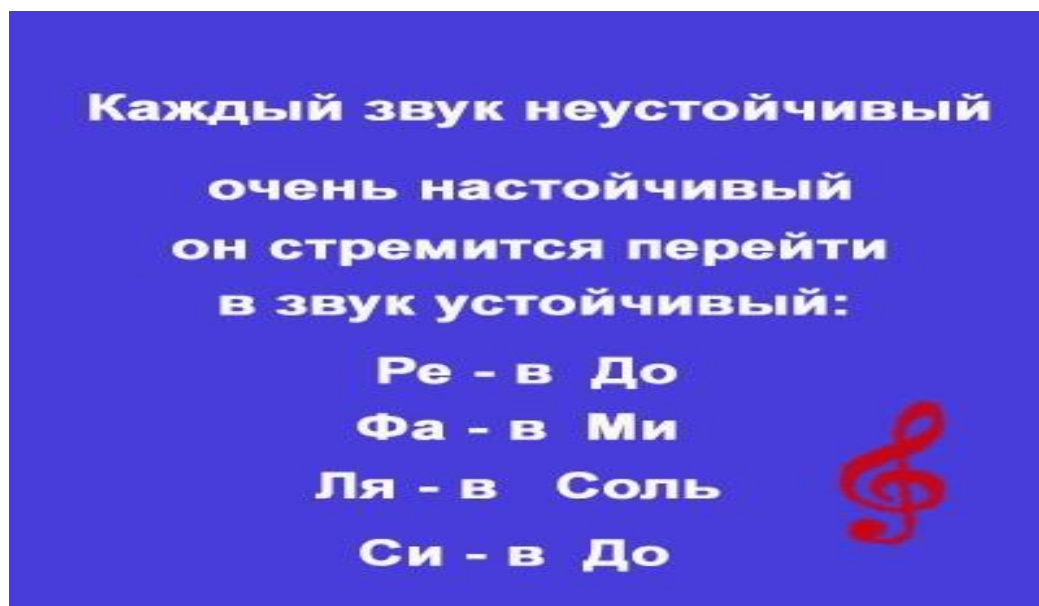 Каждый звук неустойчивый
очень настойчивый
он стремится перейти
в звук устойчивый:
Ре - в До
Фа - в Ми
Ля - в Соль
Си - в До